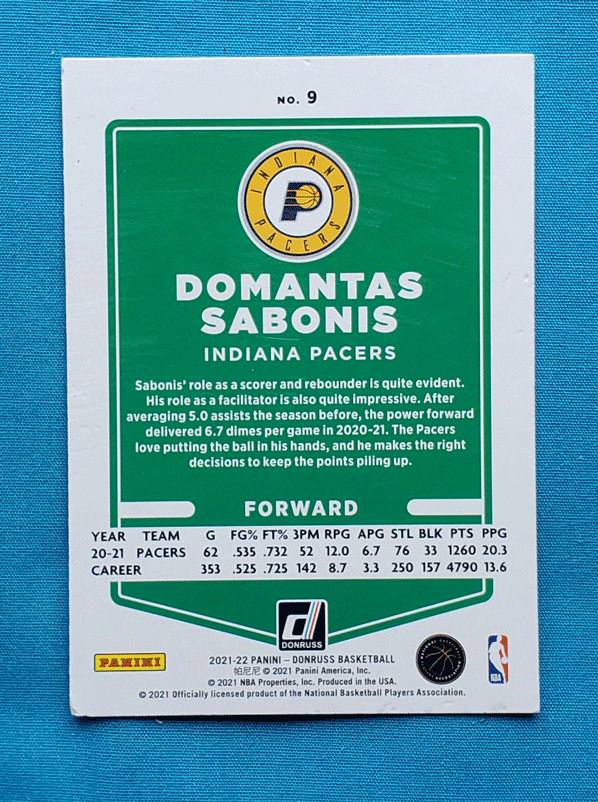 NO. 9
INDIANA
PACERS
DOMANTAS
SABONIS
INDIANA PACERS
Sabonis' role as a scorer and rebounder is quite evident.
His role as a facilitator is also quite impressive. After
averaging 5.0 assists the season before, the power forward
delivered 6.7 dimes per game in 2020-21. The Pacers
love putting the ball in his hands, and he makes the right
decisions to keep the points piling up.
FORWARD
YEAR TEAM G FG% FT% 3PM RPG APG STL BLK PTS PPG
20-21 PACERS 62 .535 .732 52 12.0 6.7 76 33 1260 20.3
CAREER 353 .525 .725 142 8.7 3.3 250 157 4790 13.6
DONRUSS
PANINI
2021-22 PANINI – DONRUSS BASKETBALL
帕尼尼 © 2021 Panini America, Inc.
© 2021 NBA Properties, Inc. Produced in the USA.
© 2021 Officially licensed product of the National Basketball Players Association.
NBA